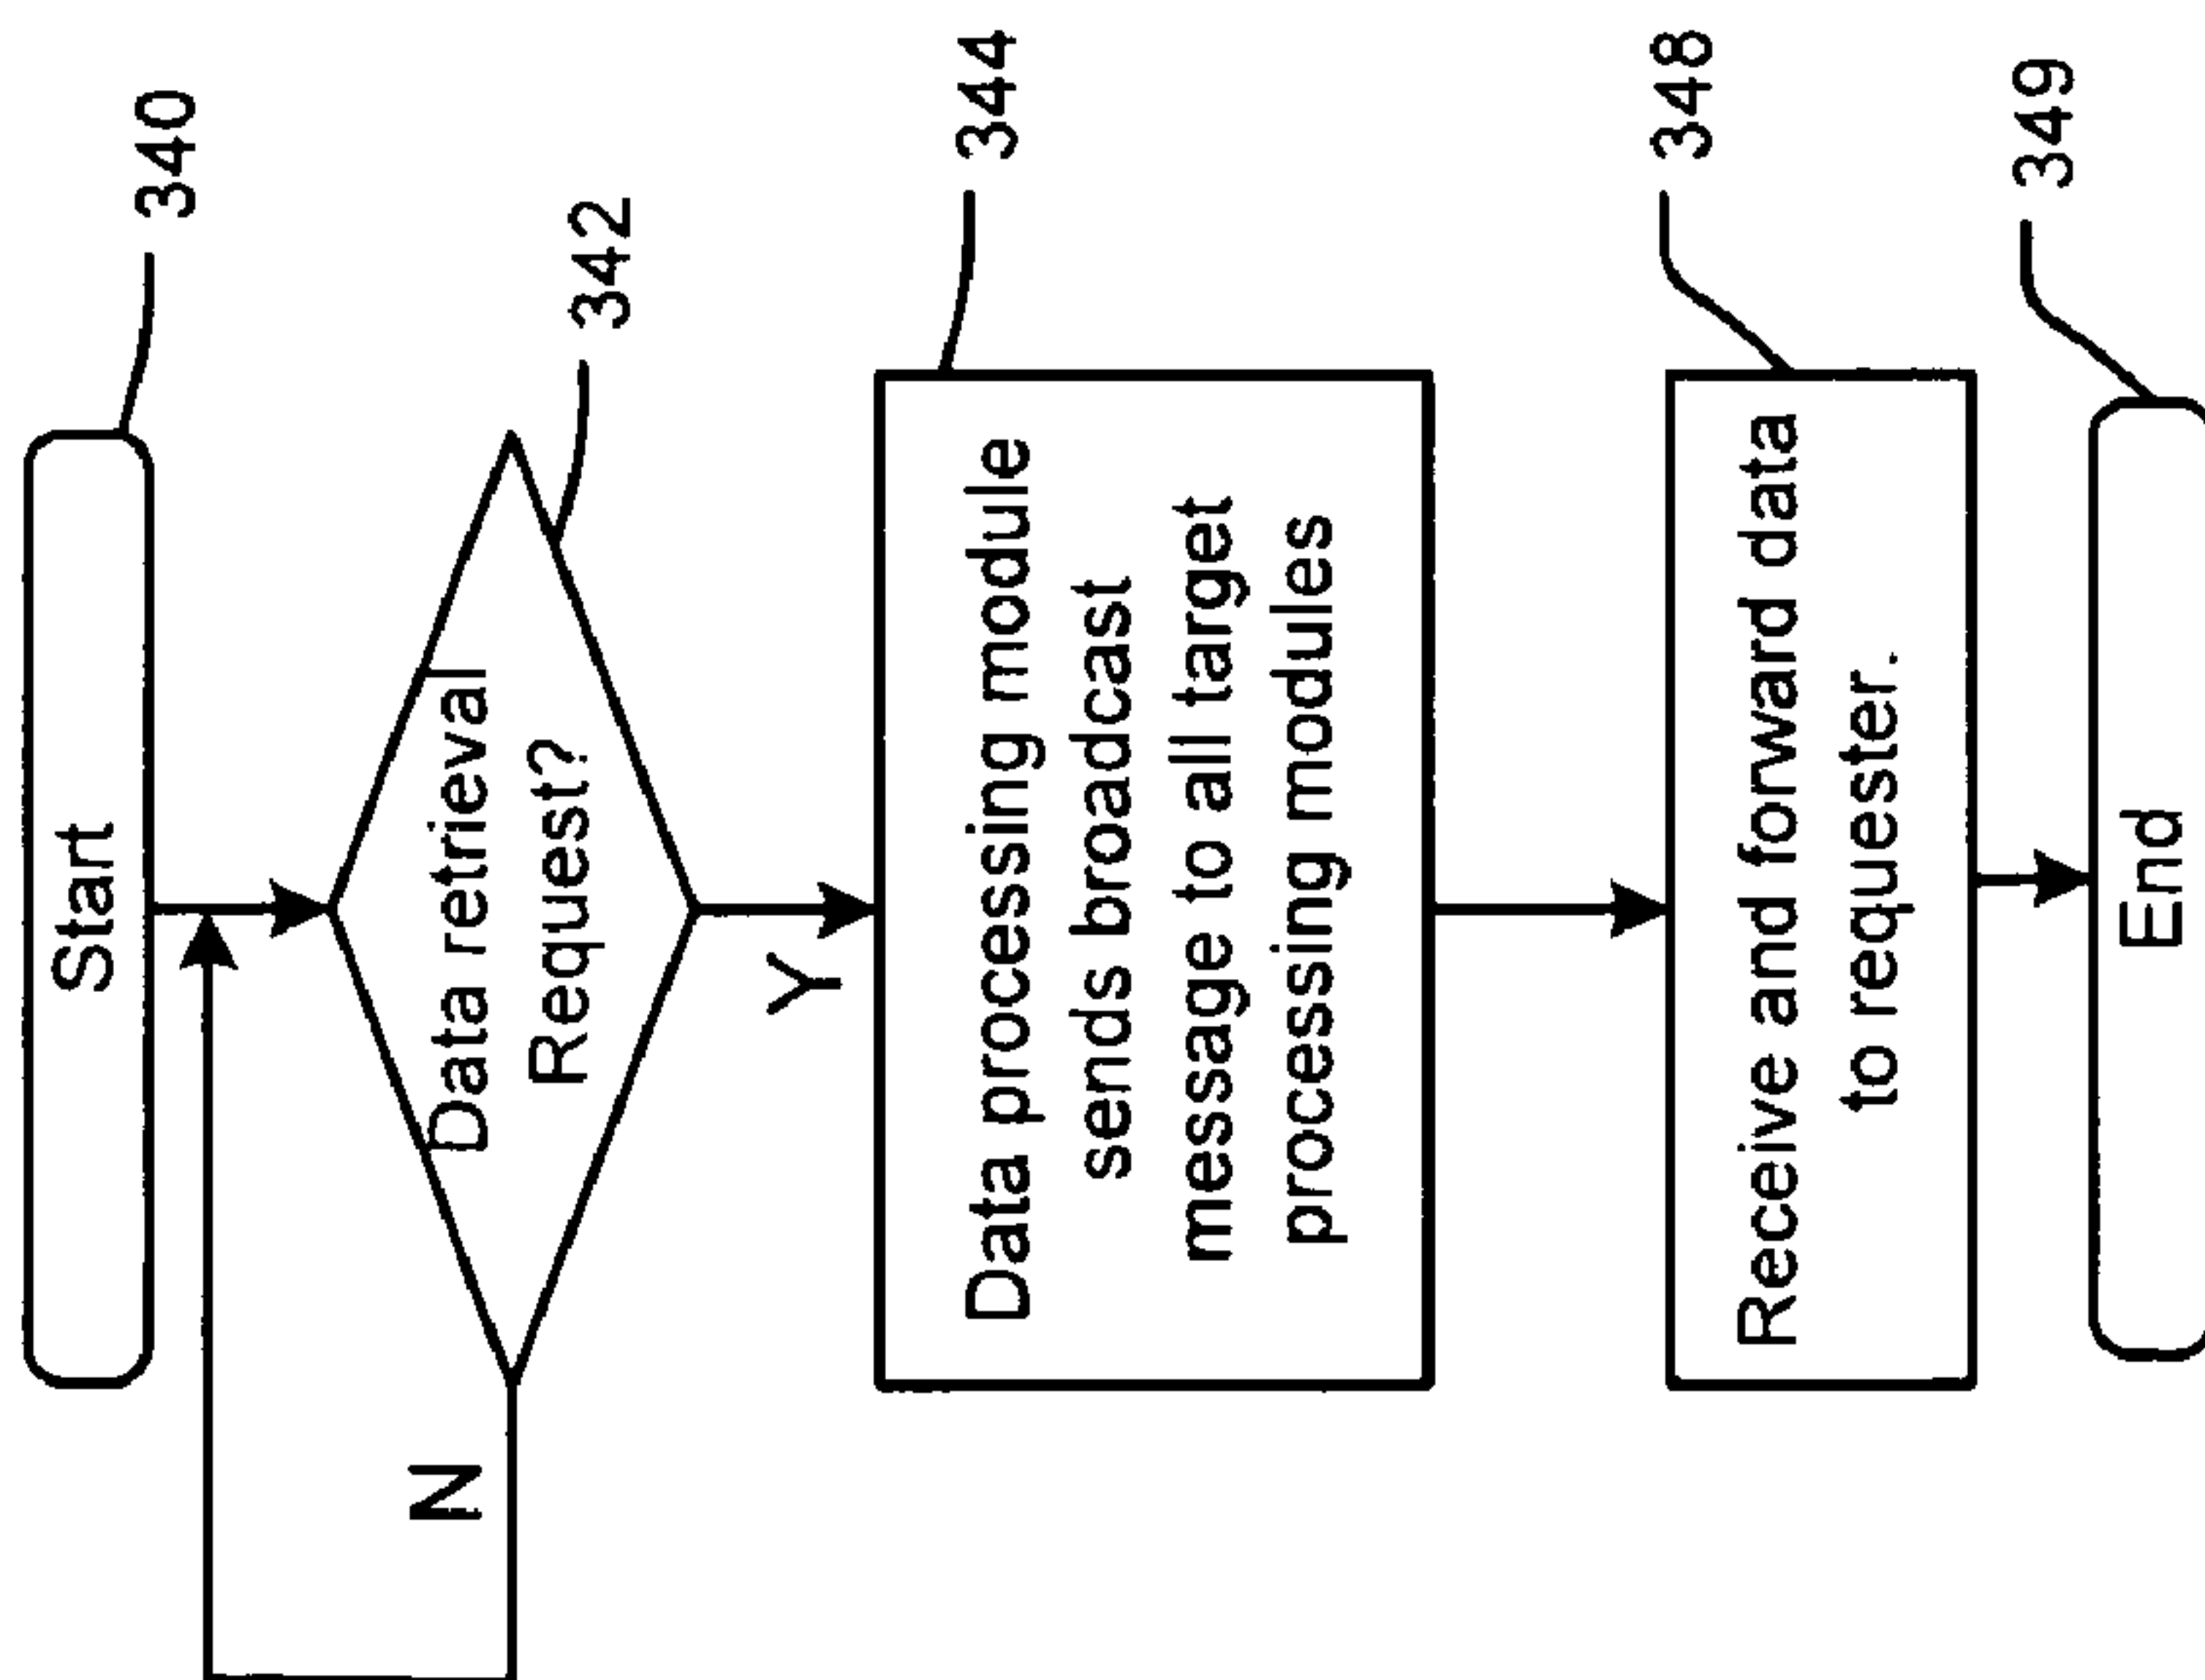 Start
340
Data retrieval
Request?
342
N
Y
Data processing module
sends broadcast
message to all target
processing modules
344
Receive and forward data
to requester.
348
End
349